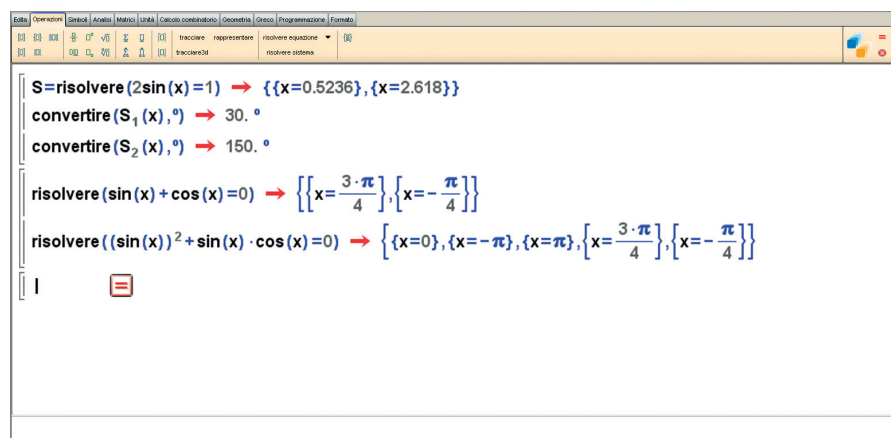 Edita Operazioni Simboli Analisi Matrici Unità Calcolo combinatorio Geometria Greco Programmazione Formato
tracciare rappresentare risolvere equazione
tracciare3d risolvere sistema
S=risolvere(2sin(x)=1) → {{x=0.5236},{x=2.618}}
convertire(S₁(x),º) → 30. º
convertire(S₂(x),º) → 150. º
risolvere(sin(x)+cos(x)=0) → {{x=3·π/4},{x=-π/4}}
risolvere((sin(x))²+sin(x)·cos(x)=0) → {{x=0},{x=-π},{x=π},{x=3·π/4},{x=-π/4}}
=